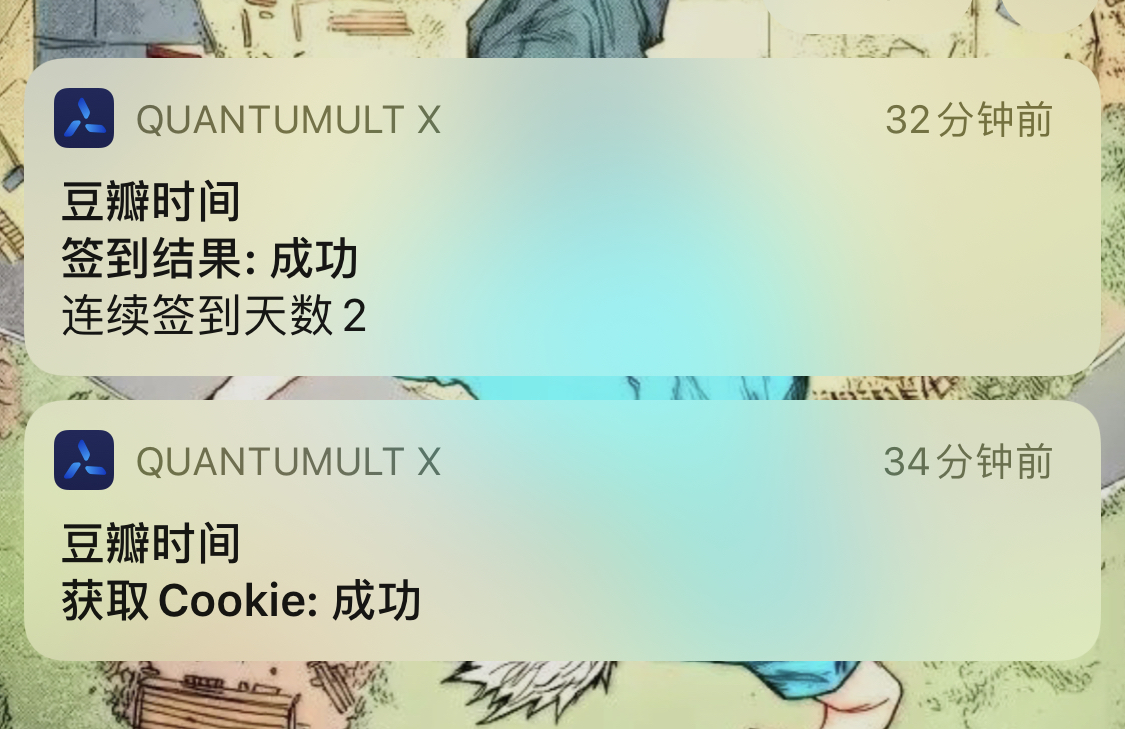 QUANTUMULT X 32分钟前
豆瓣时间
签到结果: 成功
连续签到天数 2
QUANTUMULT X 34分钟前
豆瓣时间
获取 Cookie: 成功